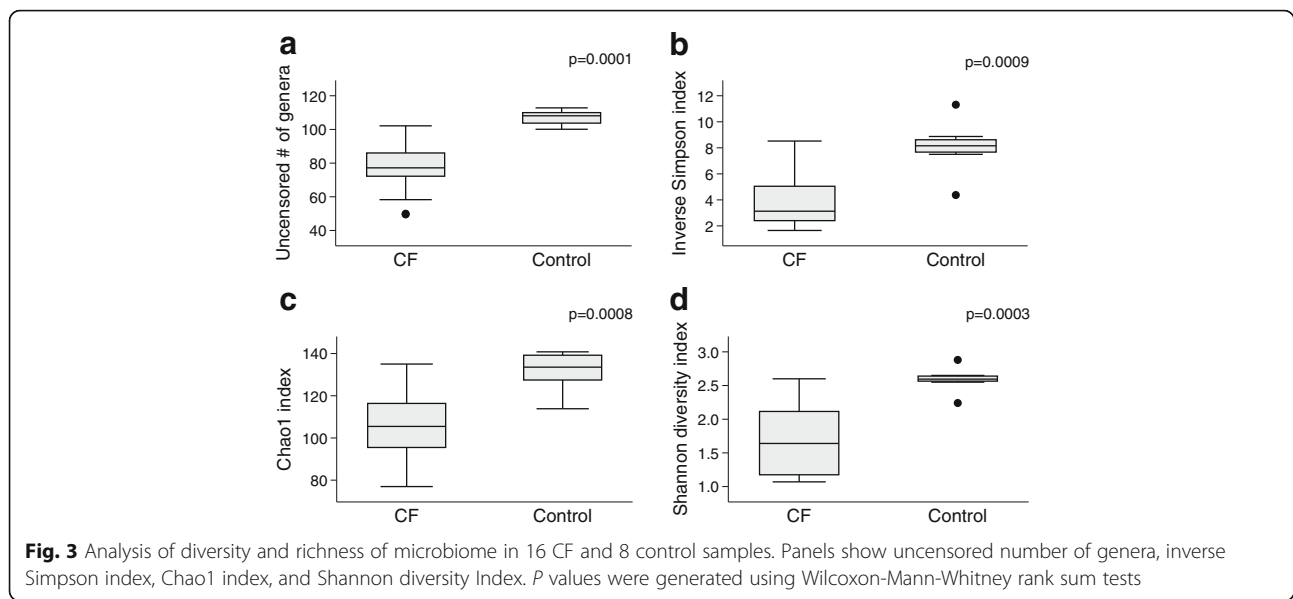 a
p=0.0001
Uncensored # of genera
120
100
80
60
40
CF Control
b
p=0.0009
Inverse Simpson index
12
10
8
6
4
2
CF Control
c
p=0.0008
Chao1 index
140
120
100
80
CF Control
d
p=0.0003
Shannon diversity index
3.0
2.5
2.0
1.5
1.0
CF Control
Fig. 3 Analysis of diversity and richness of microbiome in 16 CF and 8 control samples. Panels show uncensored number of genera, inverse
Simpson index, Chao1 index, and Shannon diversity Index. P values were generated using Wilcoxon-Mann-Whitney rank sum tests